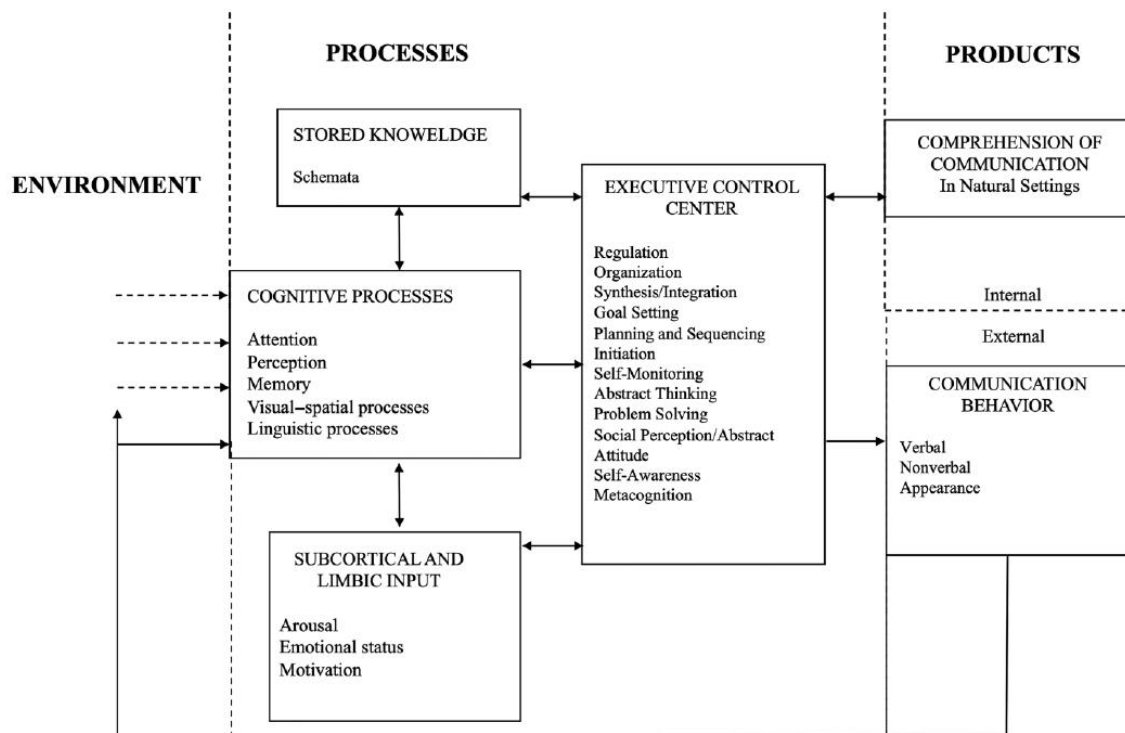 PROCESSES
PRODUCTS
ENVIRONMENT
STORED KNOWELDGE
Schemata
COGNITIVE PROCESSES
Attention
Perception
Memory
Visual–spatial processes
Linguistic processes
SUBCORTICAL AND
LIMBIC INPUT
Arousal
Emotional status
Motivation
EXECUTIVE CONTROL
CENTER
Regulation
Organization
Synthesis/Integration
Goal Setting
Planning and Sequencing
Initiation
Self-Monitoring
Abstract Thinking
Problem Solving
Social Perception/Abstract
Attitude
Self-Awareness
Metacognition
COMPREHENSION OF
COMMUNICATION
In Natural Settings
Internal
External
COMMUNICATION
BEHAVIOR
Verbal
Nonverbal
Appearance